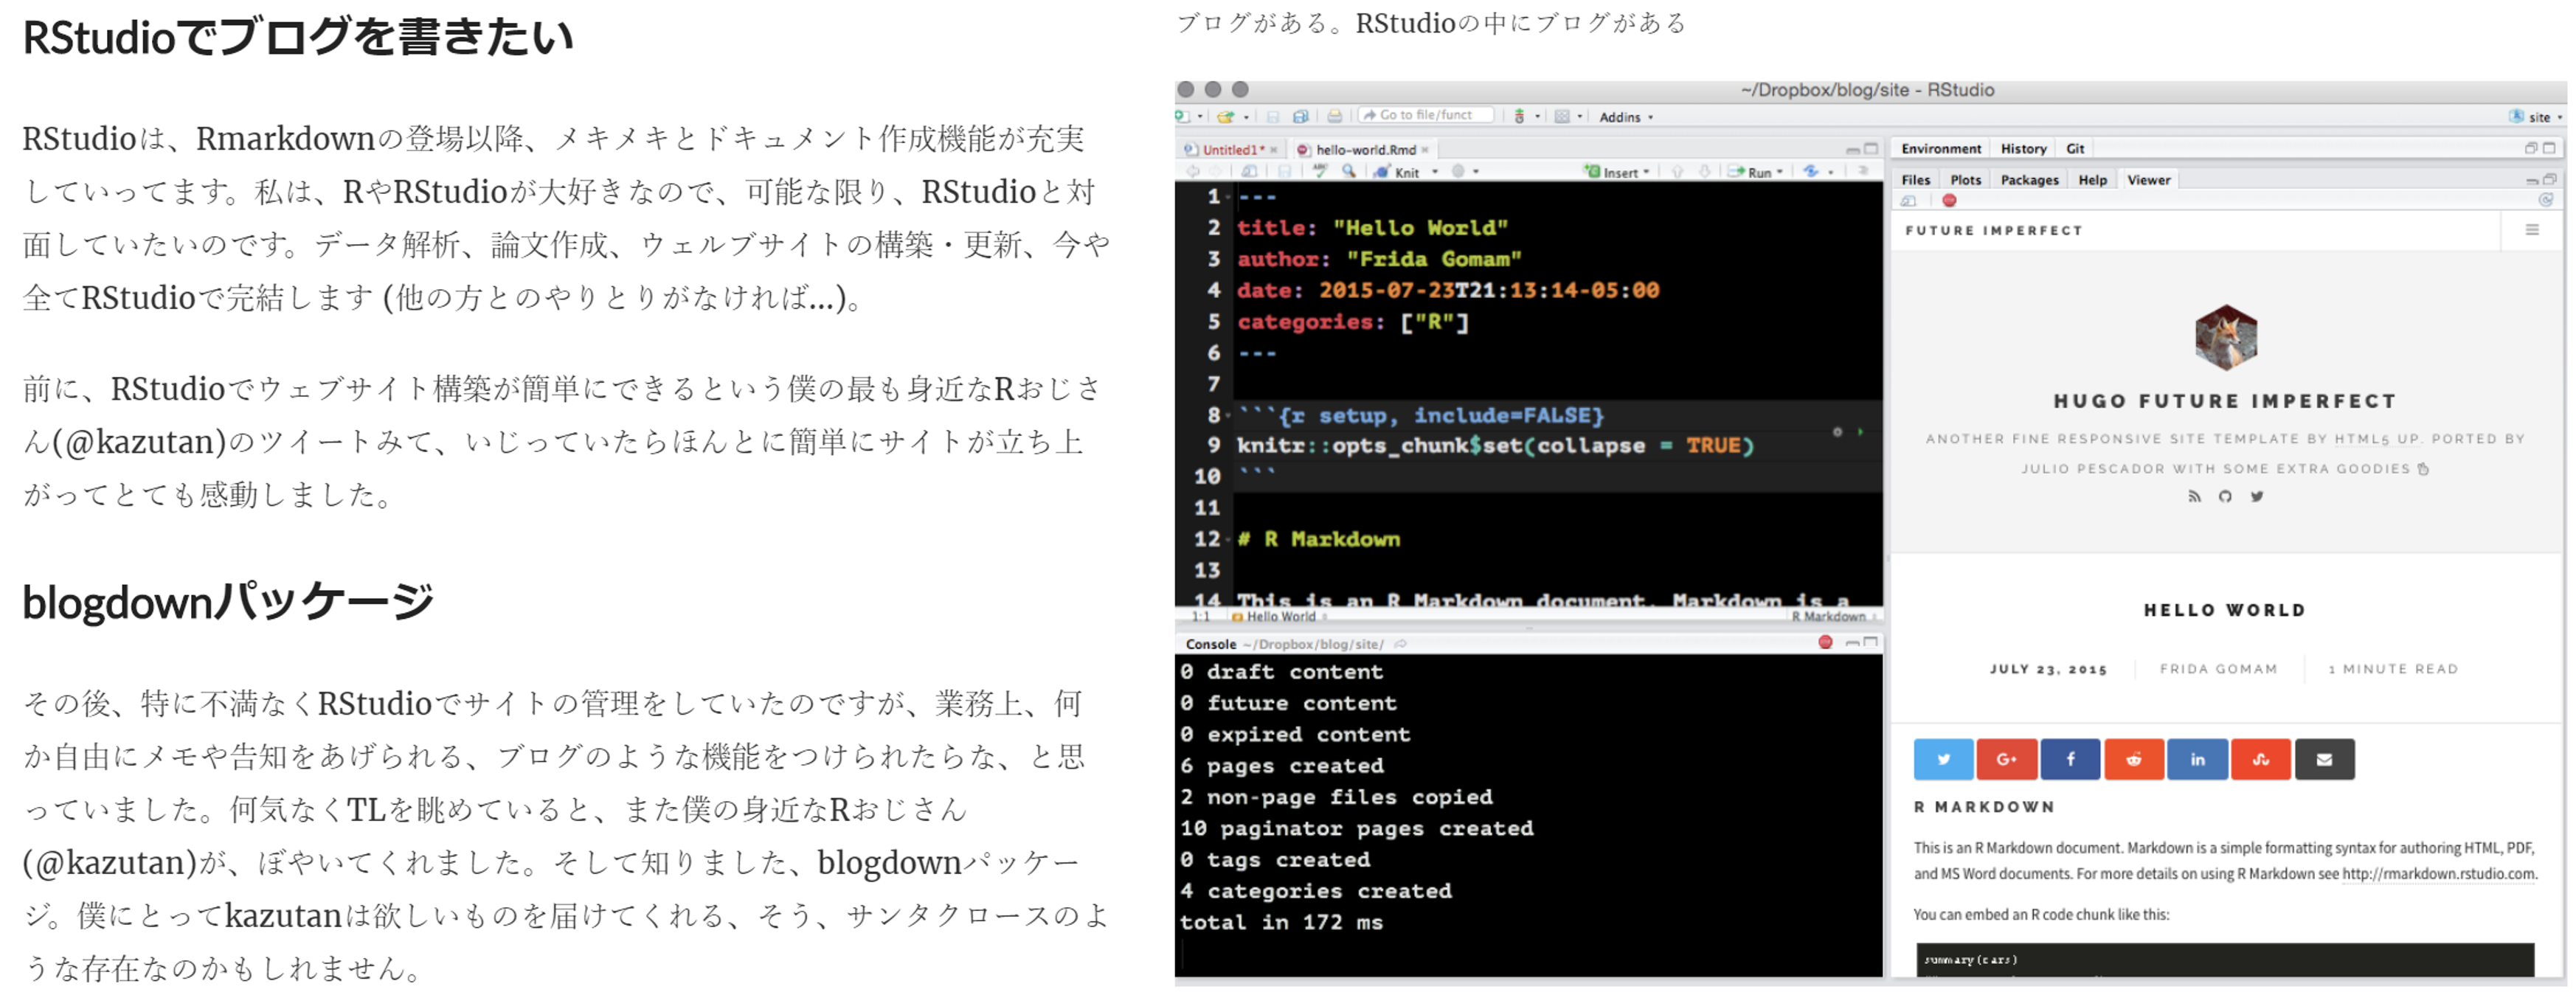 RStudioでブログを書きたい
RStudioは、Rmarkdownの登場以降、メキメキとドキュメント作成機能が充実
していってます。私は、RやRStudioが大好きなので、可能な限り、RStudioと対
面していたいのです。データ解析、論文作成、ウェルブサイトの構築・更新、今や
全てRStudioで完結します (他の方とのやりとりがなければ…)。
前に、RStudioでウェブサイト構築が簡単にできるという僕の最も身近なRおじさ
ん(@kazutan)のツイートみて、いじっていたらほんとに簡単にサイトが立ち上
がってとても感動しました。
blogdownパッケージ
その後、特に不満なくRStudioでサイトの管理をしていたのですが、業務上、何
か自由にメモや告知をあげられる、ブログのような機能をつけられたらな、と思
っていました。何気なくTLを眺めていると、また僕の身近なRおじさん
(@kazutan)が、ぼやいてくれました。そして知りました、blogdownパッケー
ジ。僕にとってkazutanは欲しいものを届けてくれる、そう、サンタクロースのよ
うな存在なのかもしれません。
ブログがある。RStudioの中にブログがある
~/Dropbox/blog/site - RStudio
Go to file/funct
Addins
site
Untitled1*
hello-world.Rmd
ABC
Knit
Insert
Run
1 ---
2 title: "Hello World"
3 author: "Frida Gomam"
4 date: 2015-07-23T21:13:14-05:00
5 categories: ["R"]
6 ---
7
8 ```{r setup, include=FALSE}
9 knitr::opts_chunk$set(collapse = TRUE)
10 ```
11
12 # R Markdown
13
14 This is an R Markdown document. Markdown is a
1:1 Hello World R Markdown
Console ~/Dropbox/blog/site/
0 draft content
0 future content
0 expired content
6 pages created
2 non-page files copied
10 paginator pages created
0 tags created
4 categories created
total in 172 ms
Environment History Git
Files Plots Packages Help Viewer
FUTURE IMPERFECT
HUGO FUTURE IMPERFECT
ANOTHER FINE RESPONSIVE SITE TEMPLATE BY HTML5 UP. PORTED BY
JULIO PESCADOR WITH SOME EXTRA GOODIES
HELLO WORLD
JULY 23, 2015 FRIDA GOMAM 1 MINUTE READ
G+ f in
R MARKDOWN
This is an R Markdown document. Markdown is a simple formatting syntax for authoring HTML, PDF,
and MS Word documents. For more details on using R Markdown see http://rmarkdown.rstudio.com.
You can embed an R code chunk like this:
summary(cars)